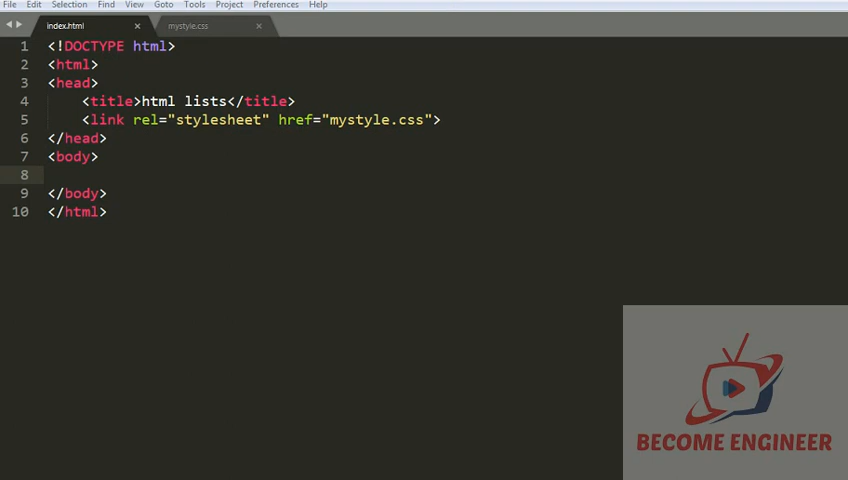 File Edit Selection Find View Goto Tools Project Preferences Help
index.html × mystyle.css ×
1 <!DOCTYPE html>
2 <html>
3 <head>
4 <title>html lists</title>
5 <link rel="stylesheet" href="mystyle.css">
6 </head>
7 <body>
8
9 </body>
10 </html>
BECOME ENGINEER